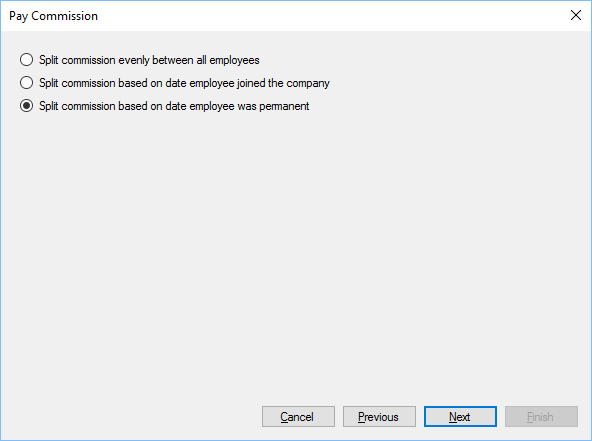 Pay Commission
Split commission evenly between all employees
Split commission based on date employee joined the company
Split commission based on date employee was permanent
Cancel Previous Next Finish